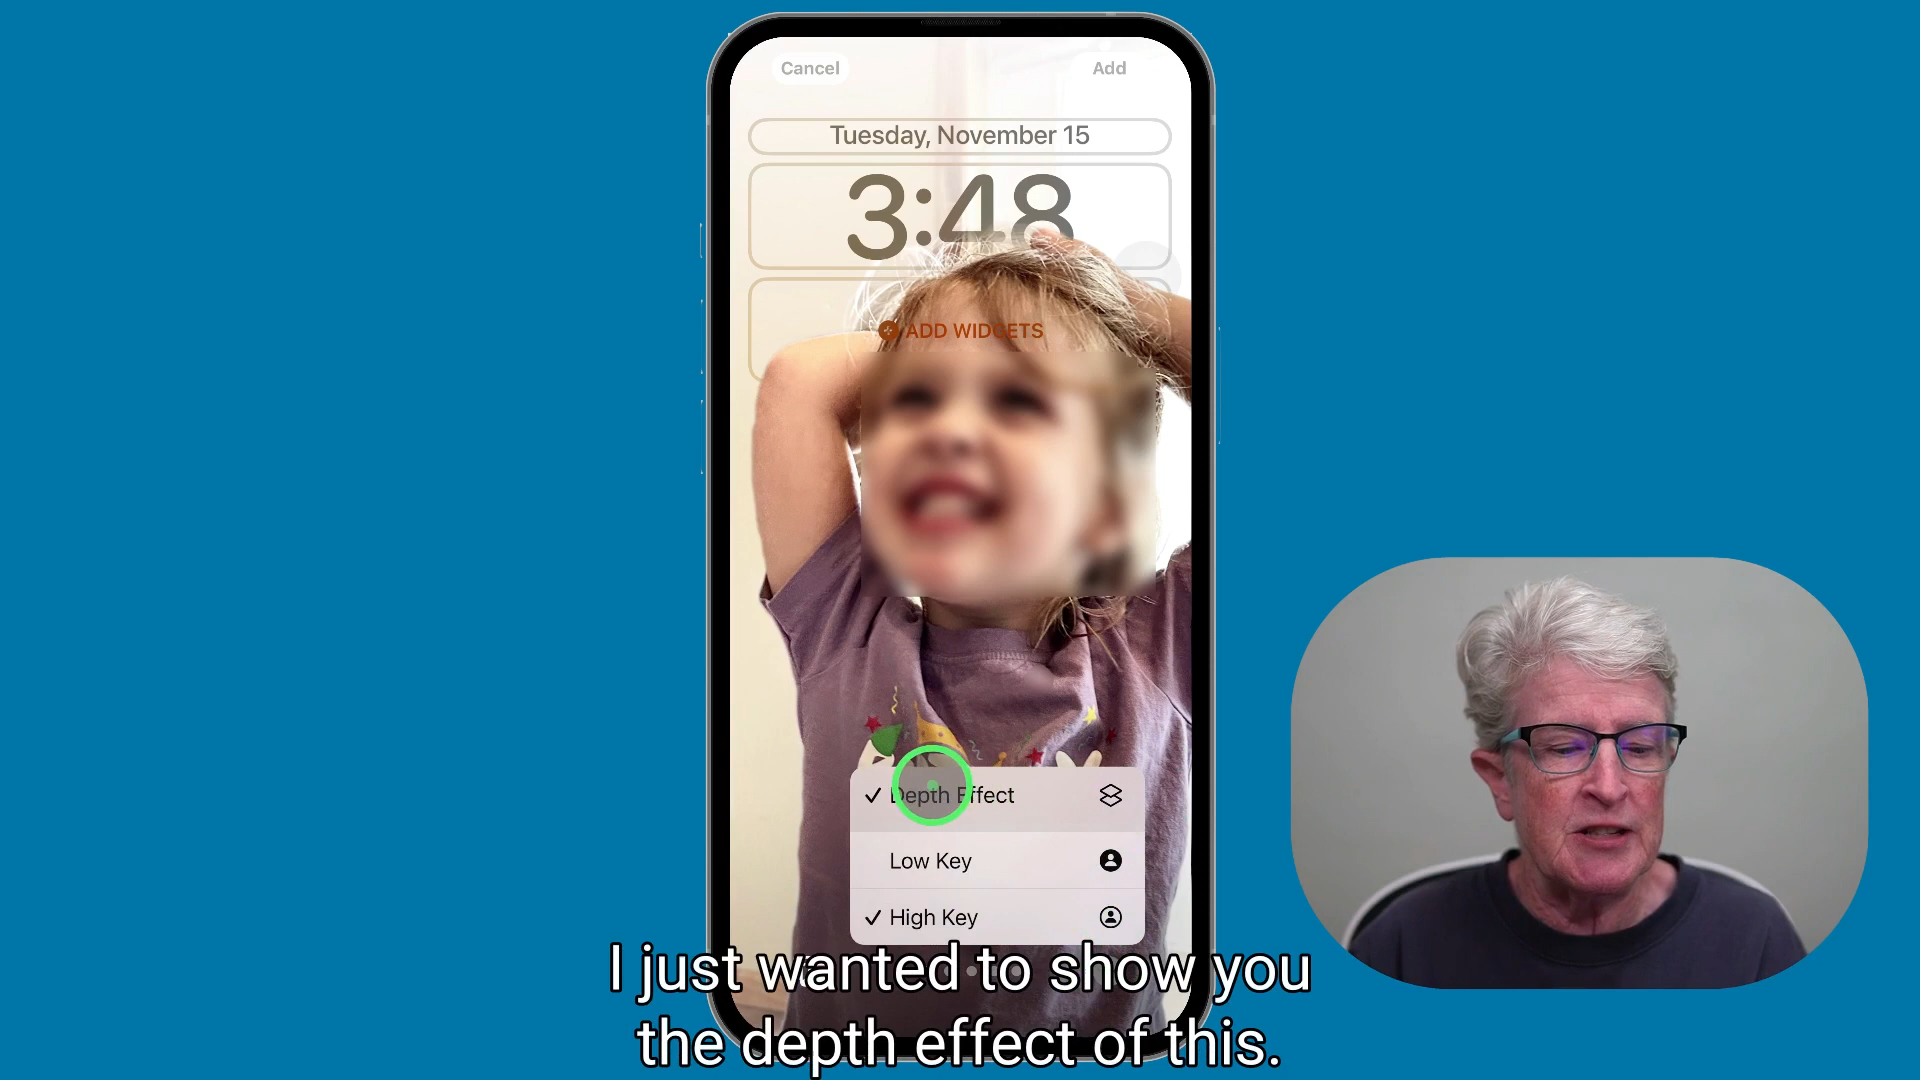 Cancel
Add
Tuesday, November 15
3:48
ADD WIDGETS
Depth Effect
Low Key
High Key
I just wanted to show you
the depth effect of this.